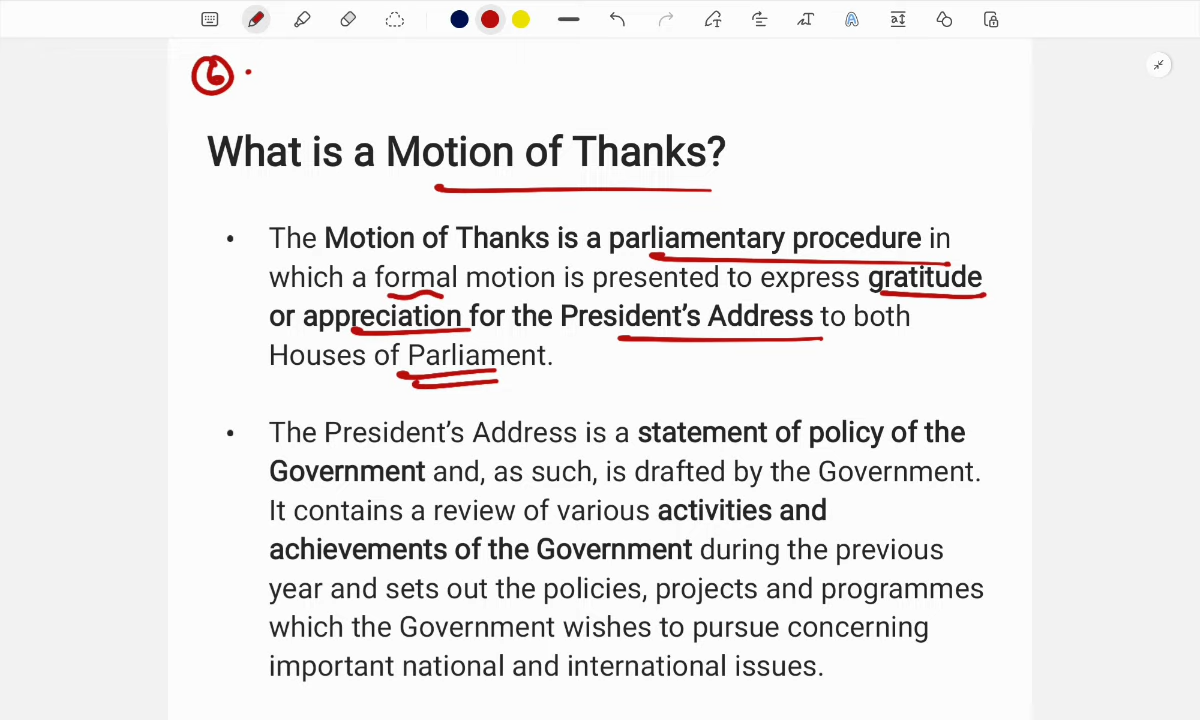 6.
What is a Motion of Thanks?
• The Motion of Thanks is a parliamentary procedure in
which a formal motion is presented to express gratitude
or appreciation for the President’s Address to both
Houses of Parliament.
• The President’s Address is a statement of policy of the
Government and, as such, is drafted by the Government.
It contains a review of various activities and
achievements of the Government during the previous
year and sets out the policies, projects and programmes
which the Government wishes to pursue concerning
important national and international issues.